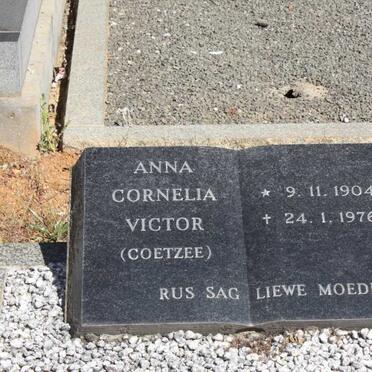 ANNA
CORNELIA
VICTOR
(COETZEE)
* 9. 11. 1904
† 24. 1. 1976
RUS SAG LIEWE